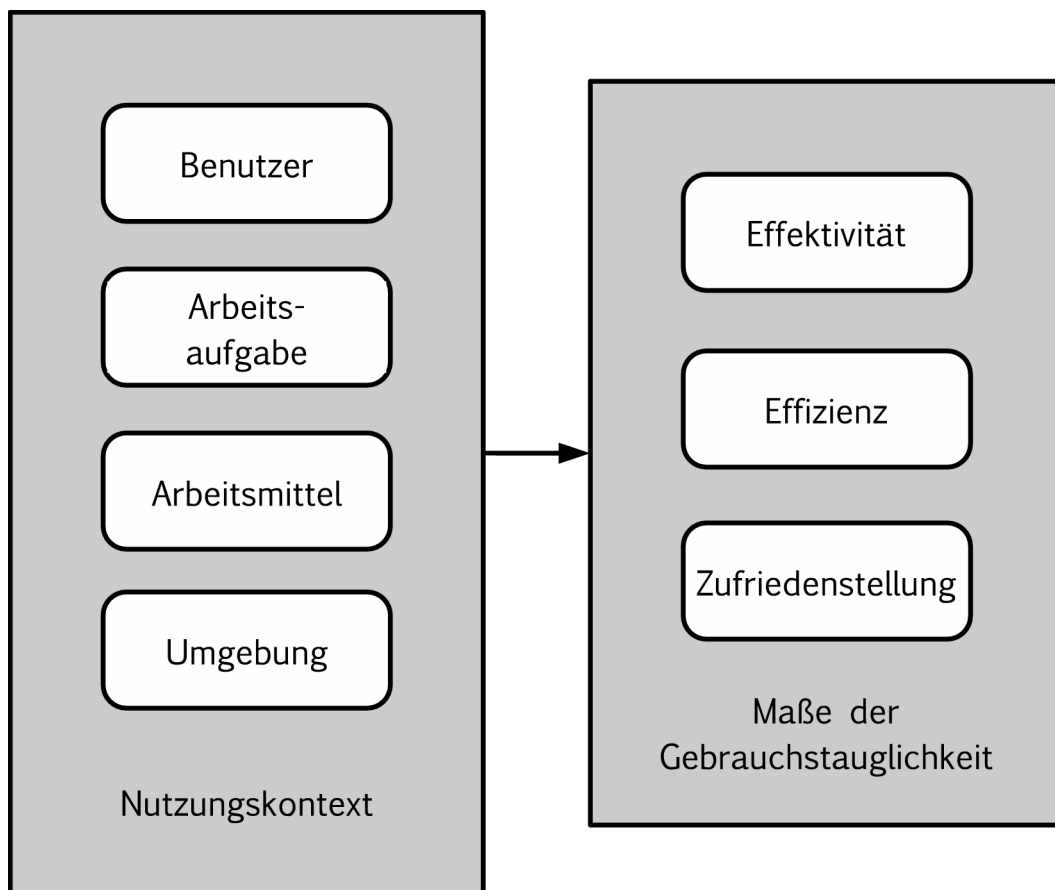 Benutzer
Arbeits-
aufgabe
Arbeitsmittel
Umgebung
Nutzungskontext
Effektivität
Effizienz
Zufriedenstellung
Maße der
Gebrauchstauglichkeit